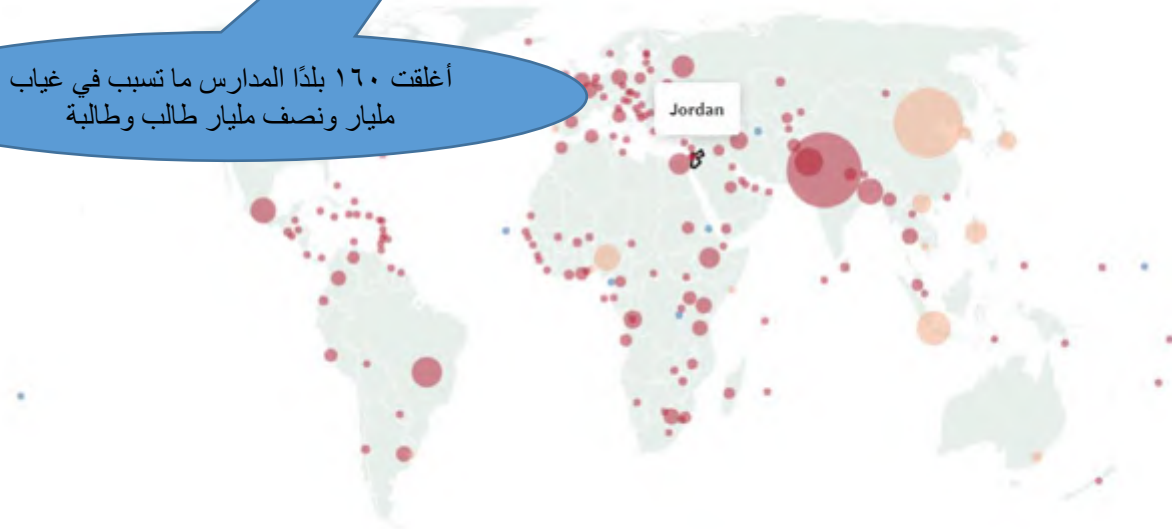 أغلقت ١٦٠ بلدًا المدارس ما تسبب في غياب
مليار ونصف مليار طالب وطالبة
Jordan